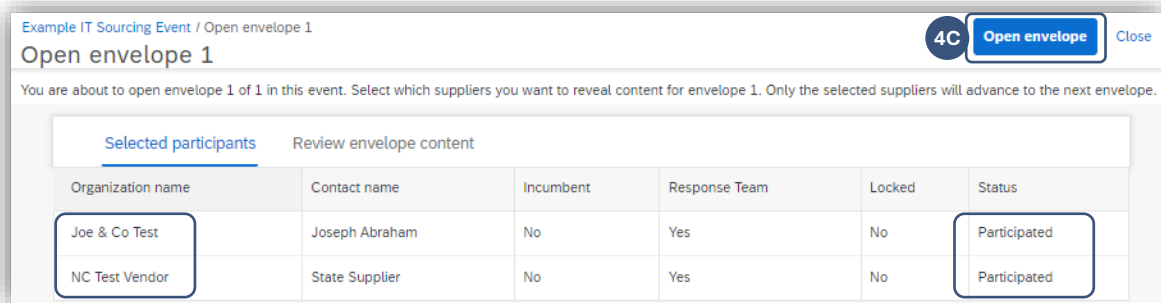 Example IT Sourcing Event / Open envelope 1
Open envelope 1
4C
Open envelope
Close
You are about to open envelope 1 of 1 in this event. Select which suppliers you want to reveal content for envelope 1. Only the selected suppliers will advance to the next envelope.
Selected participants Review envelope content
Organization name Contact name Incumbent Response Team Locked Status
Joe & Co Test Joseph Abraham No Yes No Participated
NC Test Vendor State Supplier No Yes No Participated